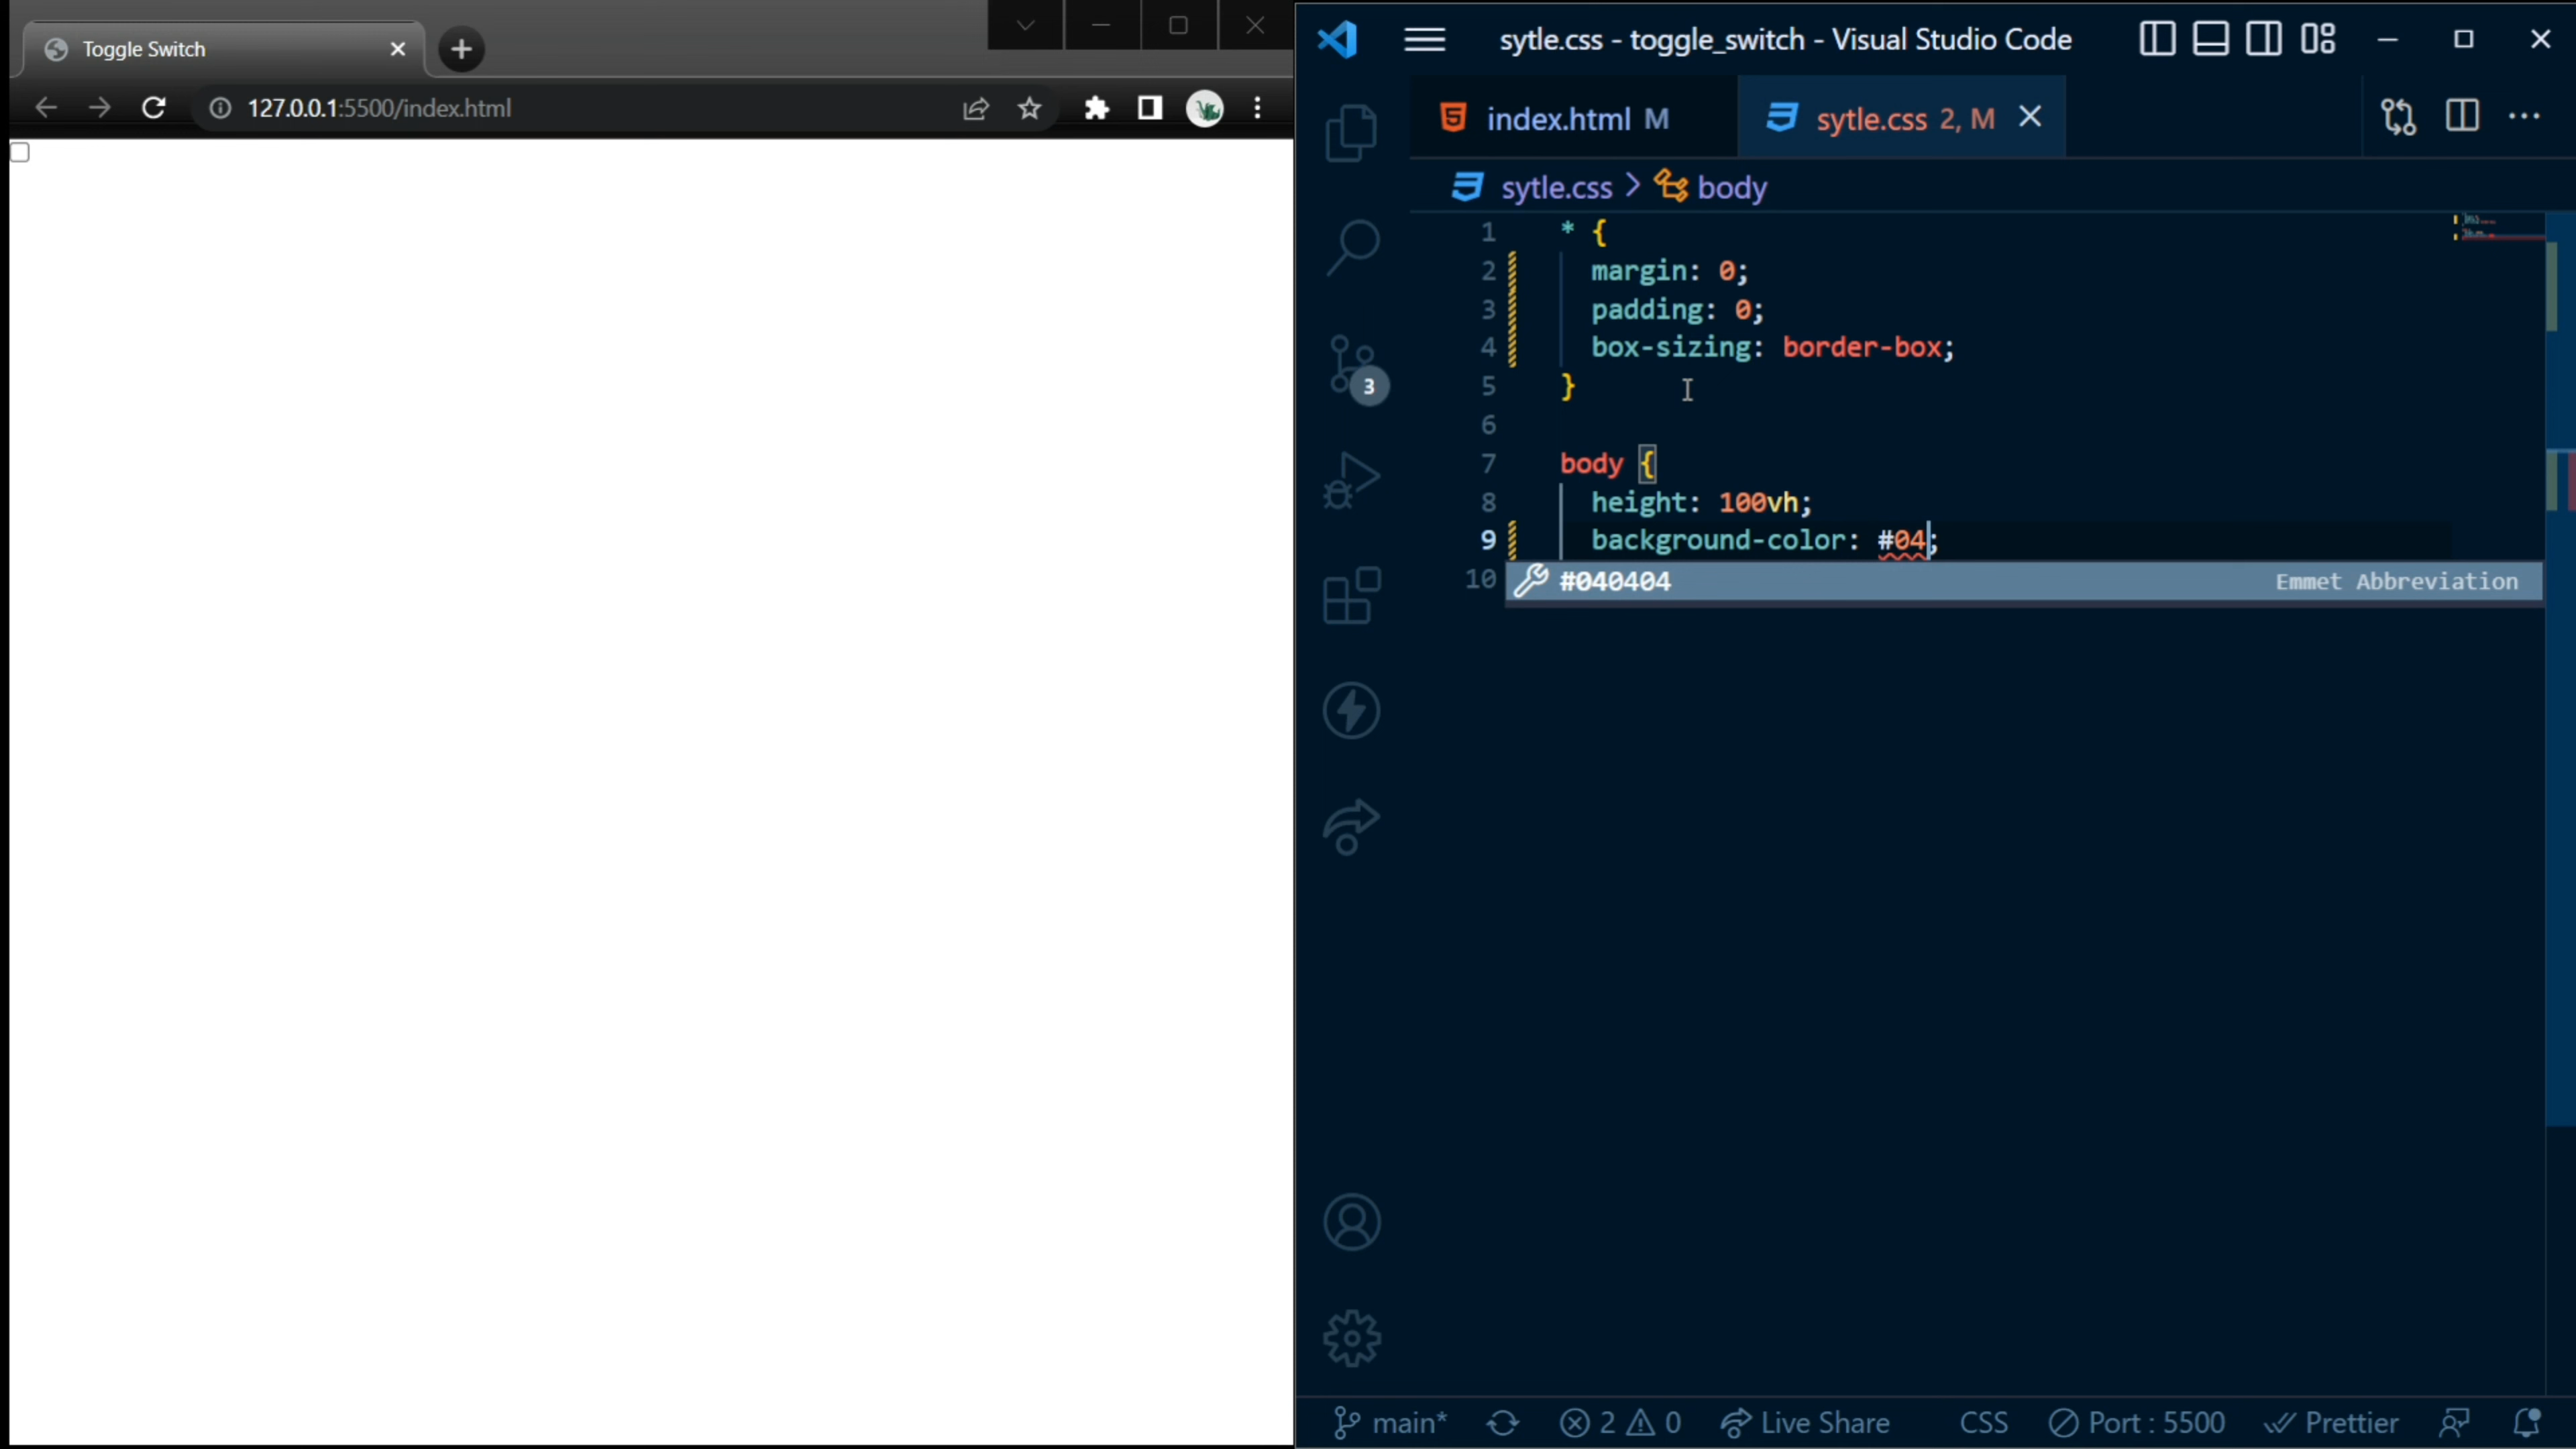 Toggle Switch
127.0.0.1:5500/index.html
sytle.css - toggle_switch - Visual Studio Code
index.html M
sytle.css 2, M
sytle.css > body
1 * {
2 margin: 0;
3 padding: 0;
4 box-sizing: border-box;
5 }
6
7 body {
8 height: 100vh;
9 background-color: #04;
10 #040404 Emmet Abbreviation
3
main* 2 0 Live Share CSS Port : 5500 Prettier